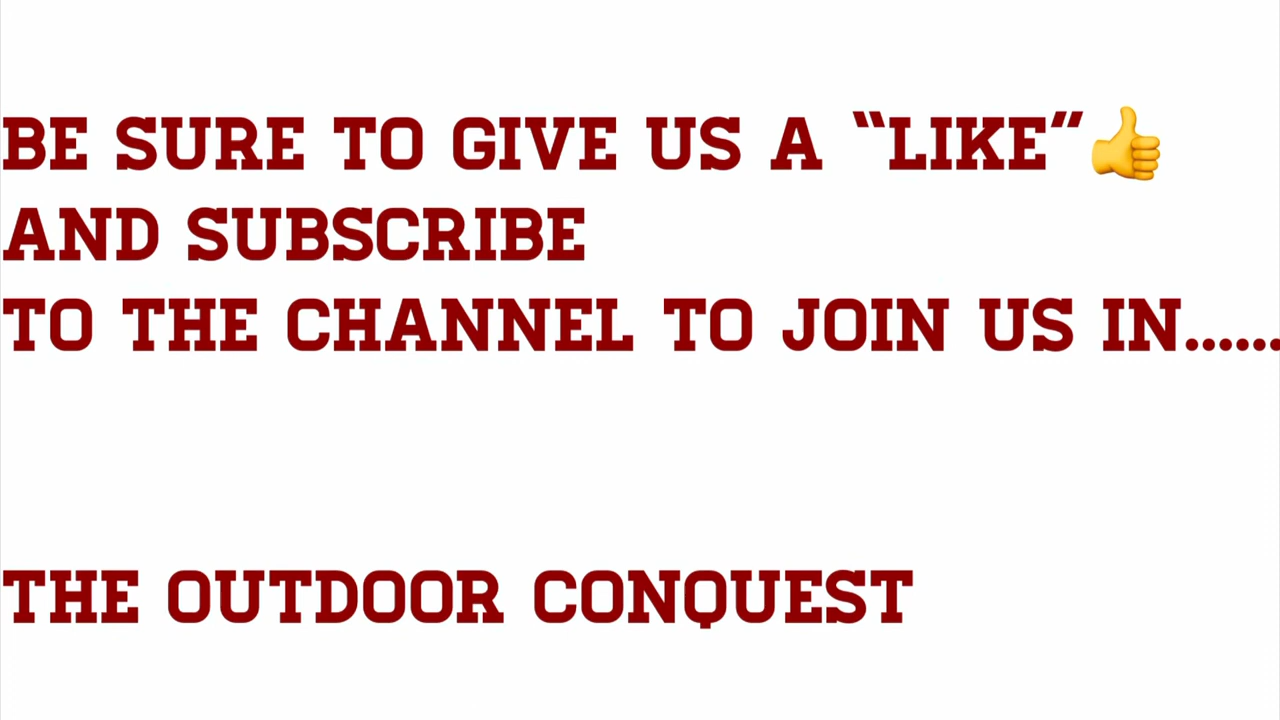 BE SURE TO GIVE US A “LIKE”👍
AND SUBSCRIBE
TO THE CHANNEL TO JOIN US IN......
THE OUTDOOR CONQUEST